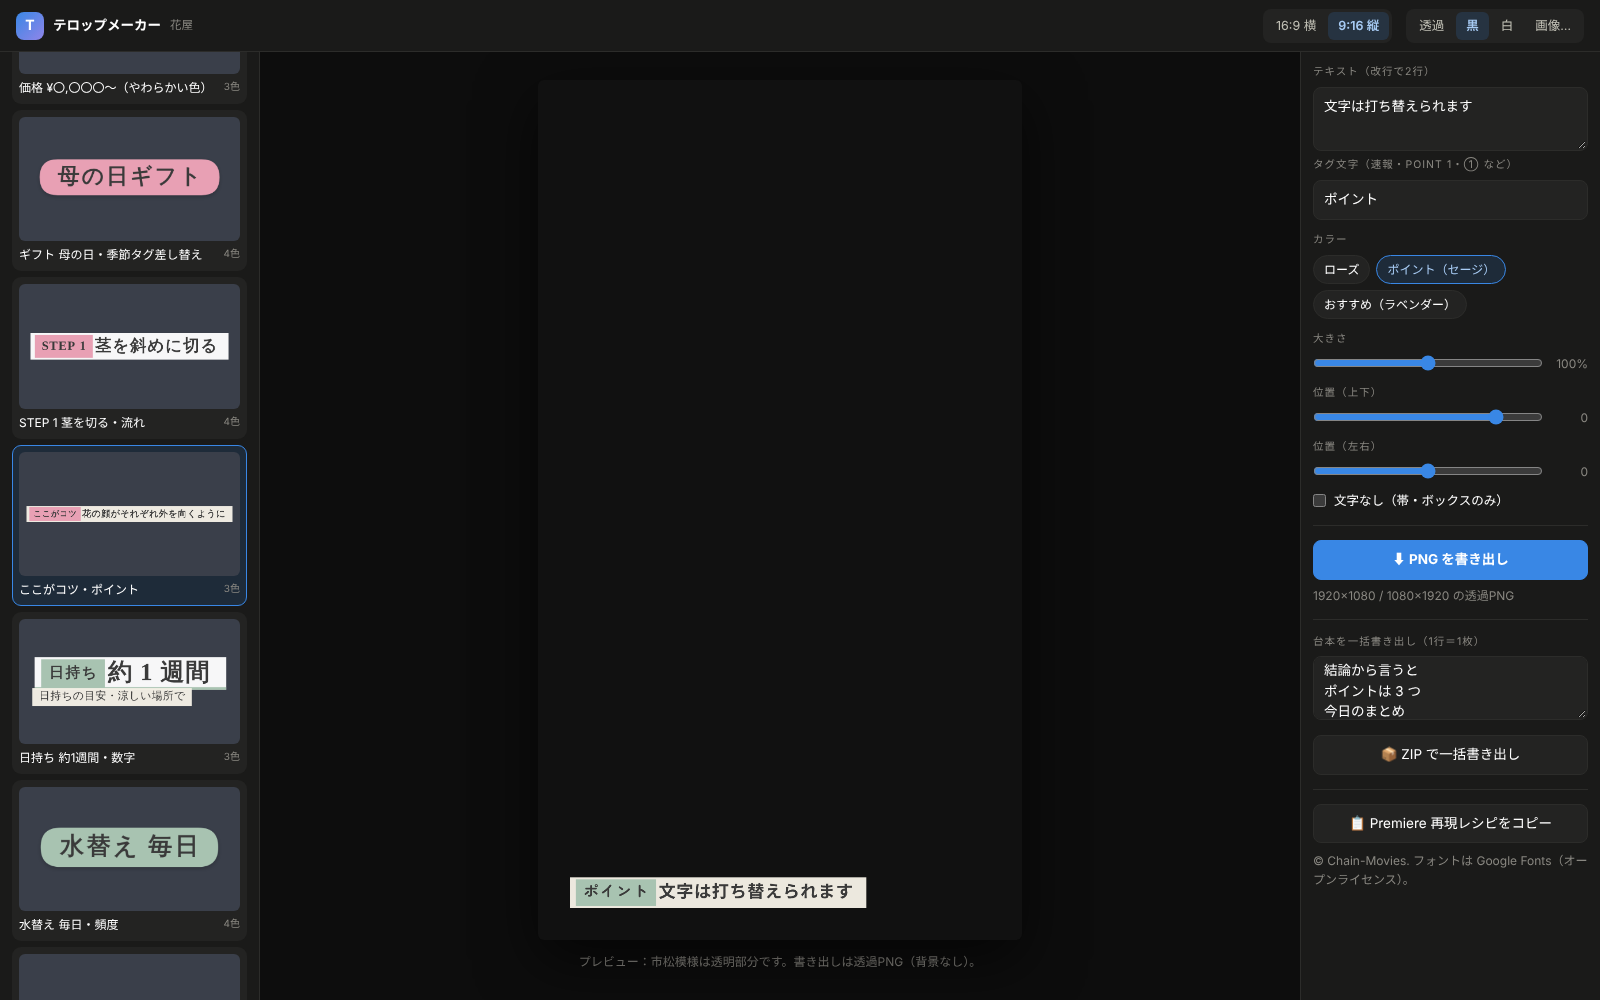 T テロップメーカー 花屋
16:9 横 9:16 縦 透過 黒 白 画像...
価格 ¥〇,〇〇〇〜（やわらかい色） 3色
母の日ギフト
ギフト 母の日・季節タグ差し替え 4色
STEP 1 茎を斜めに切る
STEP 1 茎を切る・流れ 4色
ここがコツ 花の顔がそれぞれ外を向くように
ここがコツ・ポイント 3色
日持ち 約 1 週間
日持ちの目安・涼しい場所で
日持ち 約1週間・数字 3色
水替え 毎日
水替え 毎日・頻度 4色
ポイント 文字は打ち替えられます
プレビュー：市松模様は透明部分です。書き出しは透過PNG（背景なし）。
テキスト（改行で2行）
文字は打ち替えられます
タグ文字（速報・POINT 1・① など）
ポイント
カラー
ローズ ポイント（セージ）
おすすめ（ラベンダー）
大きさ
100%
位置（上下）
0
位置（左右）
0
文字なし（帯・ボックスのみ）
⬇ PNG を書き出し
1920×1080 / 1080×1920 の透過PNG
台本を一括書き出し（1行＝1枚）
結論から言うと
ポイントは 3 つ
今日のまとめ
📦 ZIP で一括書き出し
📋 Premiere 再現レシピをコピー
© Chain-Movies. フォントは Google Fonts（オー
プンライセンス）。